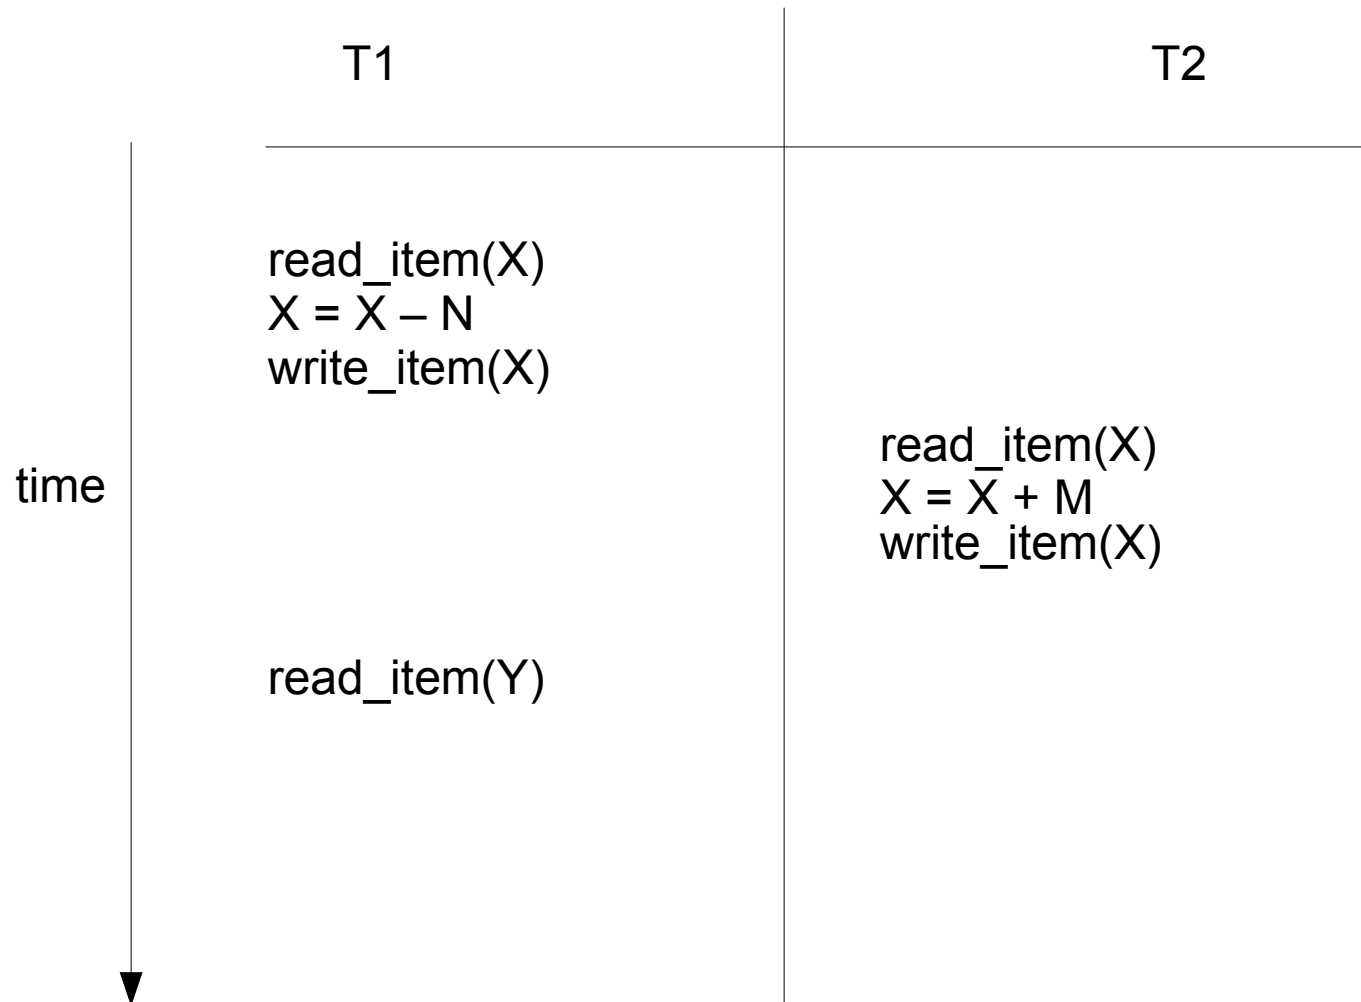 T1
T2
read_item(X)
X = X – N
write_item(X)
read_item(X)
time
X = X + M
write_item(X)
read_item(Y)